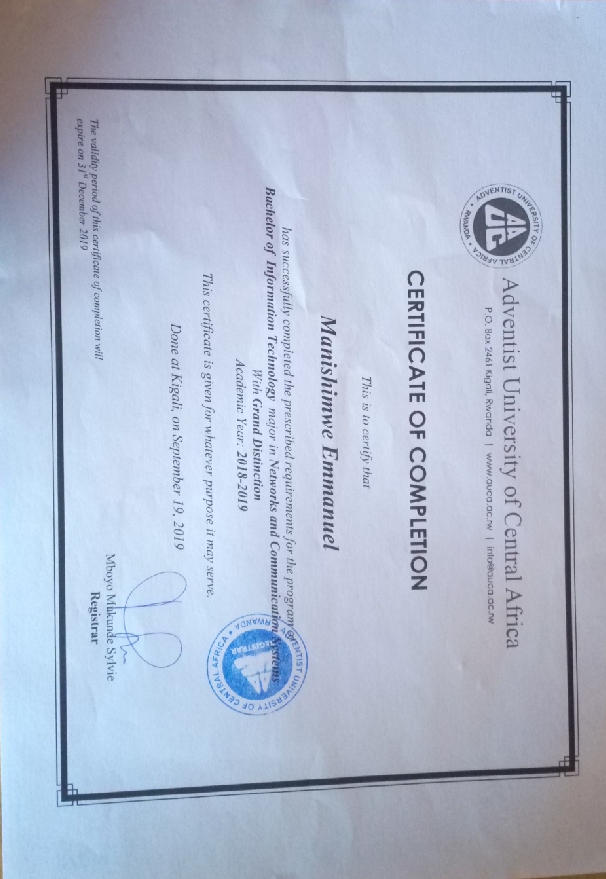 ADVENTIST UNIVERSITY OF CENTRAL AFRICA
• RWANDA •
AUCA
Adventist University of Central Africa
P.O. Box 2461 Kigali, Rwanda | www.auca.ac.rw | info@auca.ac.rw
CERTIFICATE OF COMPLETION
This is to certify that
Manishimwe Emmanuel
has successfully completed the prescribed requirements for the program
Bachelor of Information Technology major in Networks and Communication Systems
With Grand Distinction
Academic Year: 2018-2019
This certificate is given for whatever purpose it may serve.
Done at Kigali, on September 19, 2019
ADVENTIST UNIVERSITY OF CENTRAL AFRICA • RWANDA •
REGISTRAR
Mboyo Mbikunde Sylvie
Registrar
The validity period of this certificate of completion will
expire on 31st December 2019